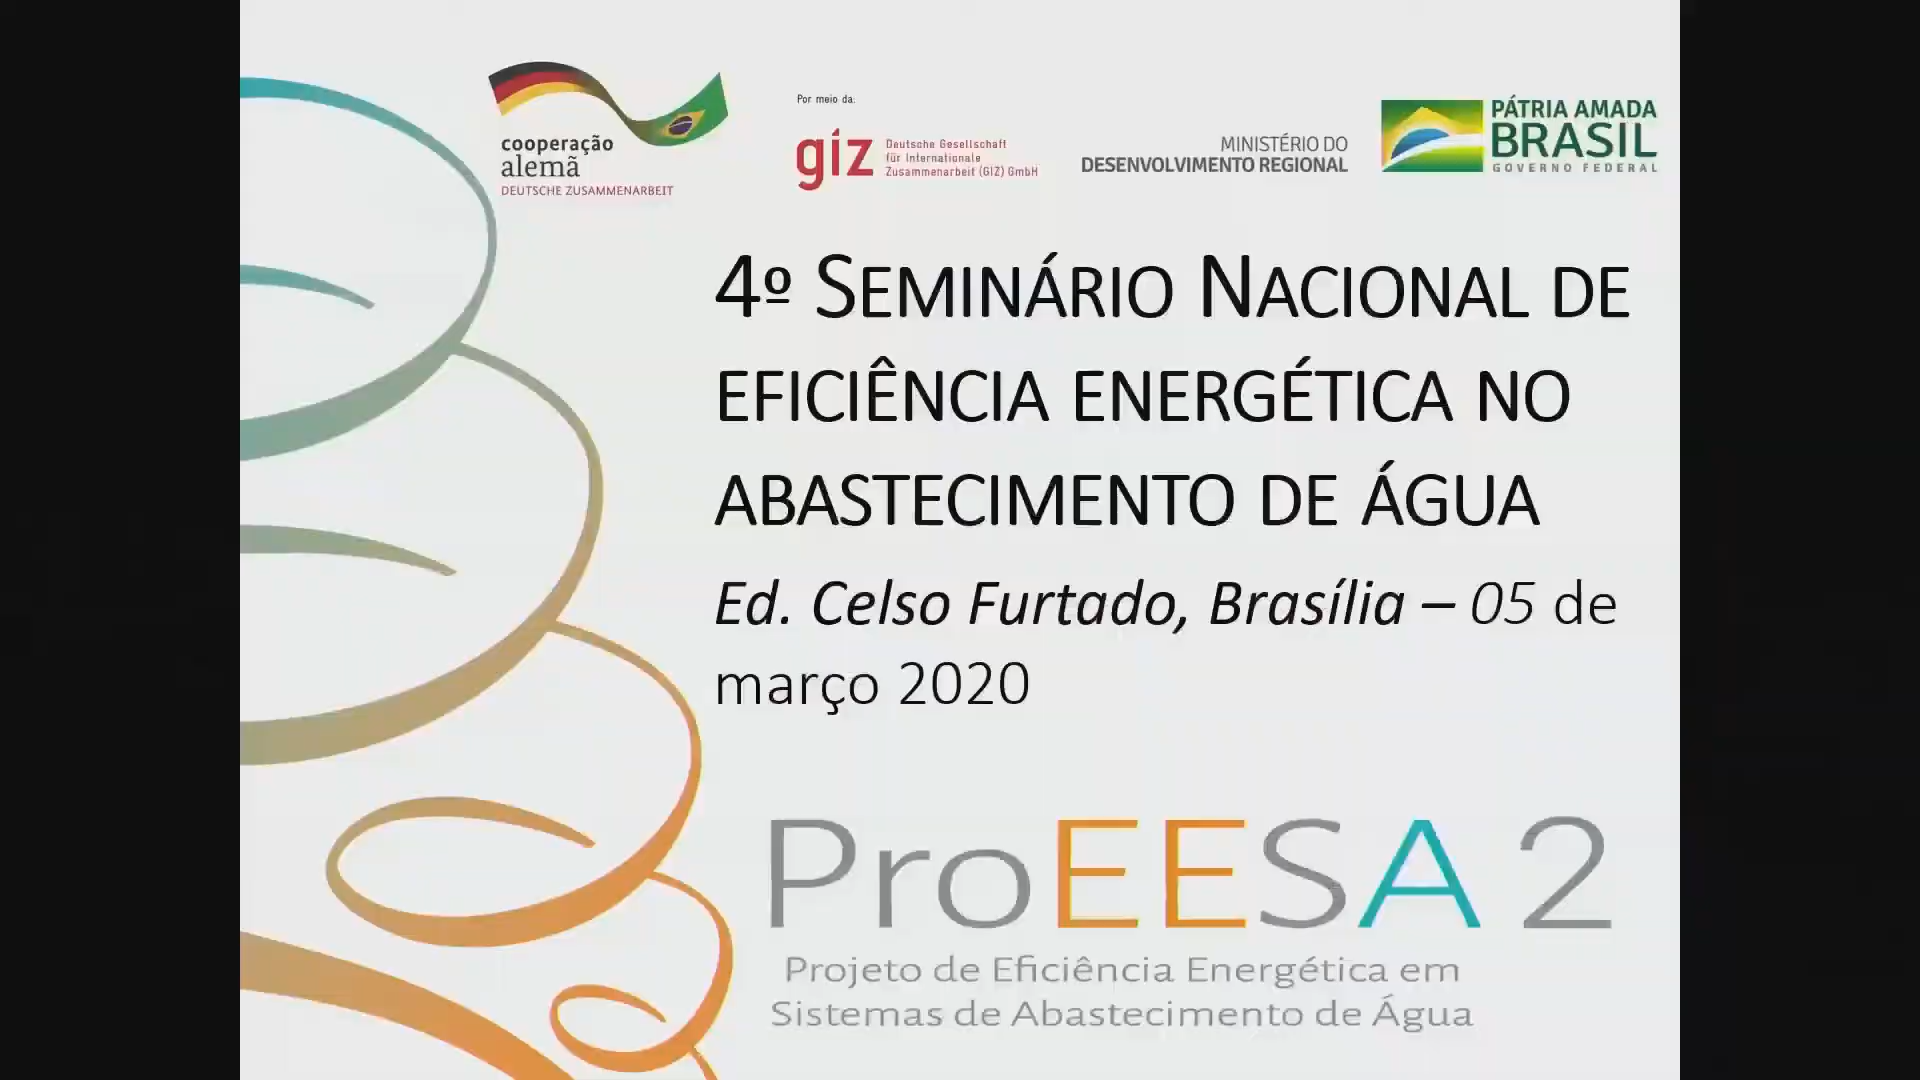 cooperação
alemã
DEUTSCHE ZUSAMMENARBEIT
Por meio da:
giz
Deutsche Gesellschaft
für Internationale
Zusammenarbeit (GIZ) GmbH
MINISTÉRIO DO
DESENVOLVIMENTO REGIONAL
PÁTRIA AMADA
BRASIL
GOVERNO FEDERAL
4º SEMINÁRIO NACIONAL DE
EFICIÊNCIA ENERGÉTICA NO
ABASTECIMENTO DE ÁGUA
Ed. Celso Furtado, Brasília – 05 de
março 2020
ProEESA 2
Projeto de Eficiência Energética em
Sistemas de Abastecimento de Água